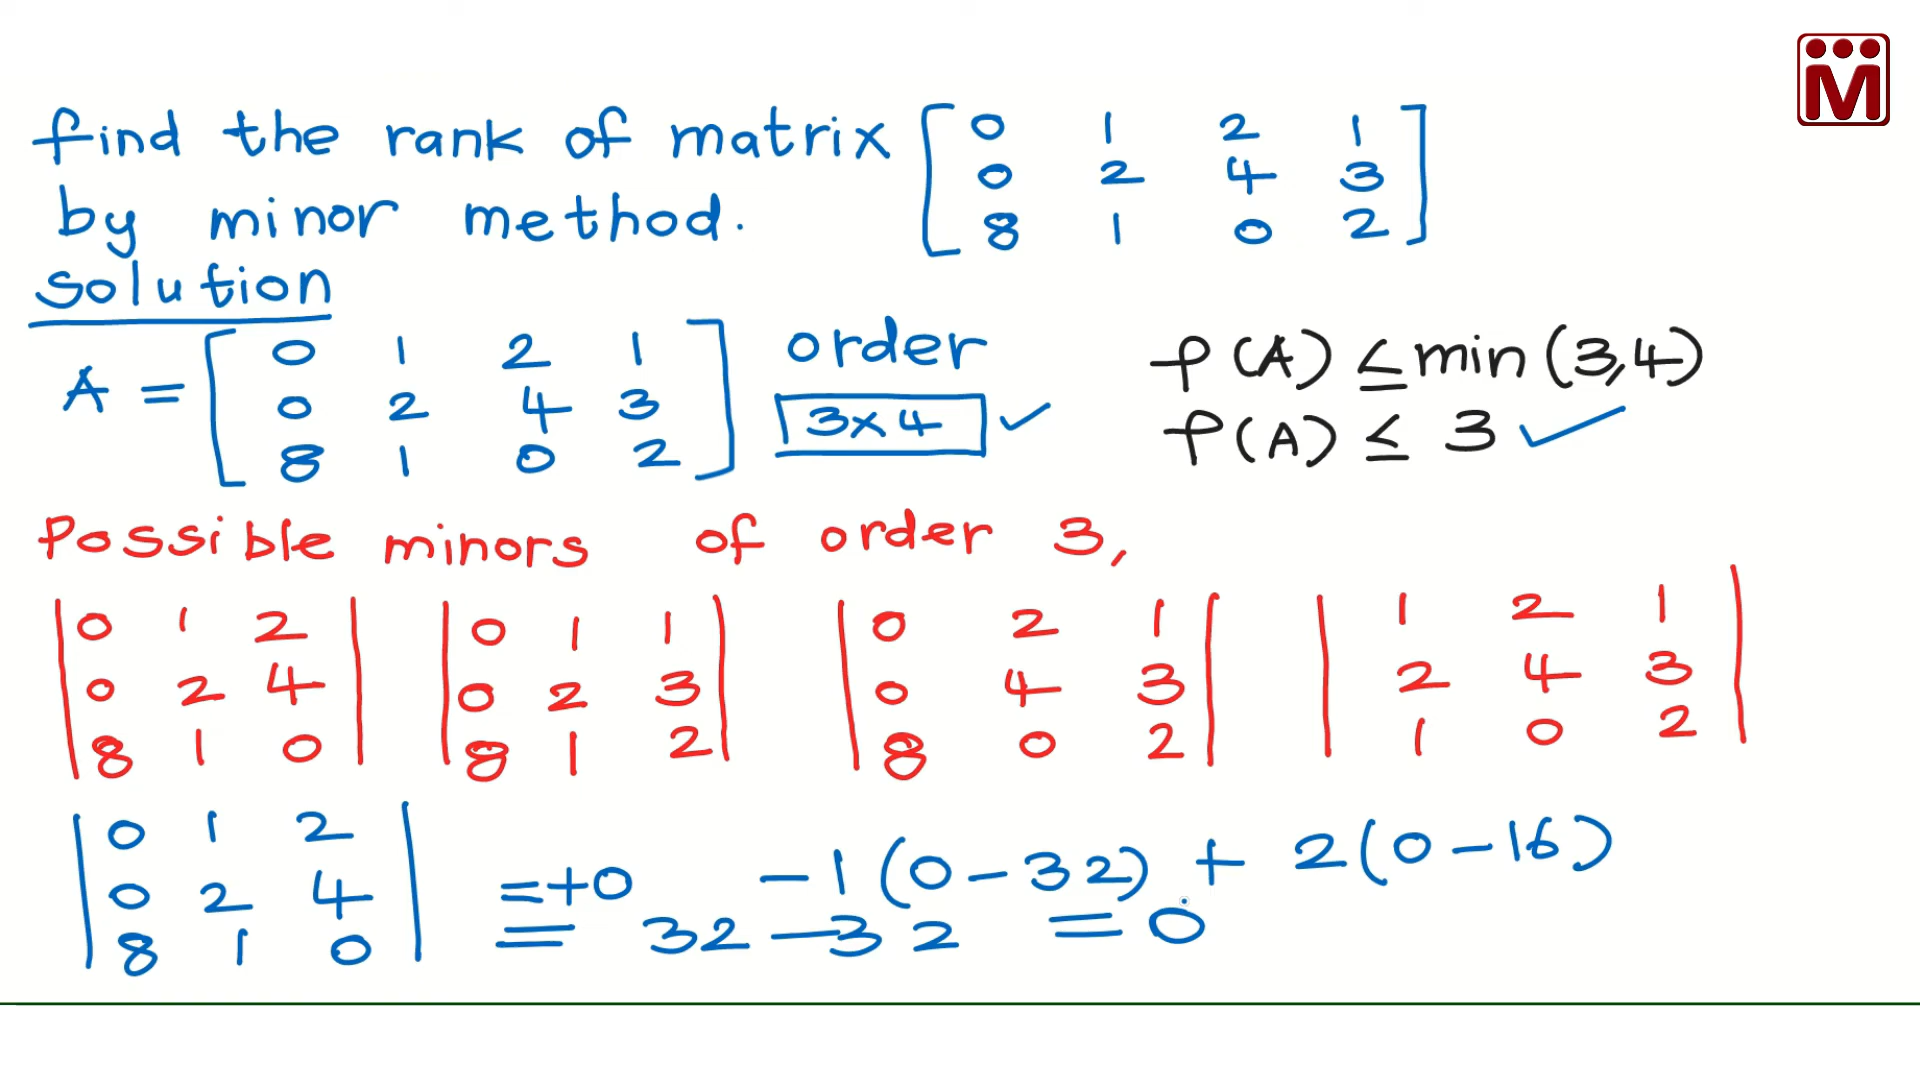 find the rank of matrix [ 0 1 2 1
0 2 4 3
8 1 0 2 ]
by minor method.
solution
A = [ 0 1 2 1
0 2 4 3
8 1 0 2 ]
order
3×4 ✓
ρ(A) ≤ min(3,4)
ρ(A) ≤ 3 ✓
Possible minors of order 3,
| 0 1 2 | | 0 1 1 | | 0 2 1 | | 1 2 1 |
| 0 2 4 | | 0 2 3 | | 0 4 3 | | 2 4 3 |
| 8 1 0 | | 8 1 2 | | 8 0 2 | | 1 0 2 |
| 0 1 2 |
| 0 2 4 | = +0 -1(0-32) + 2(0-16)
| 8 1 0 | = 32-32 = 0
M